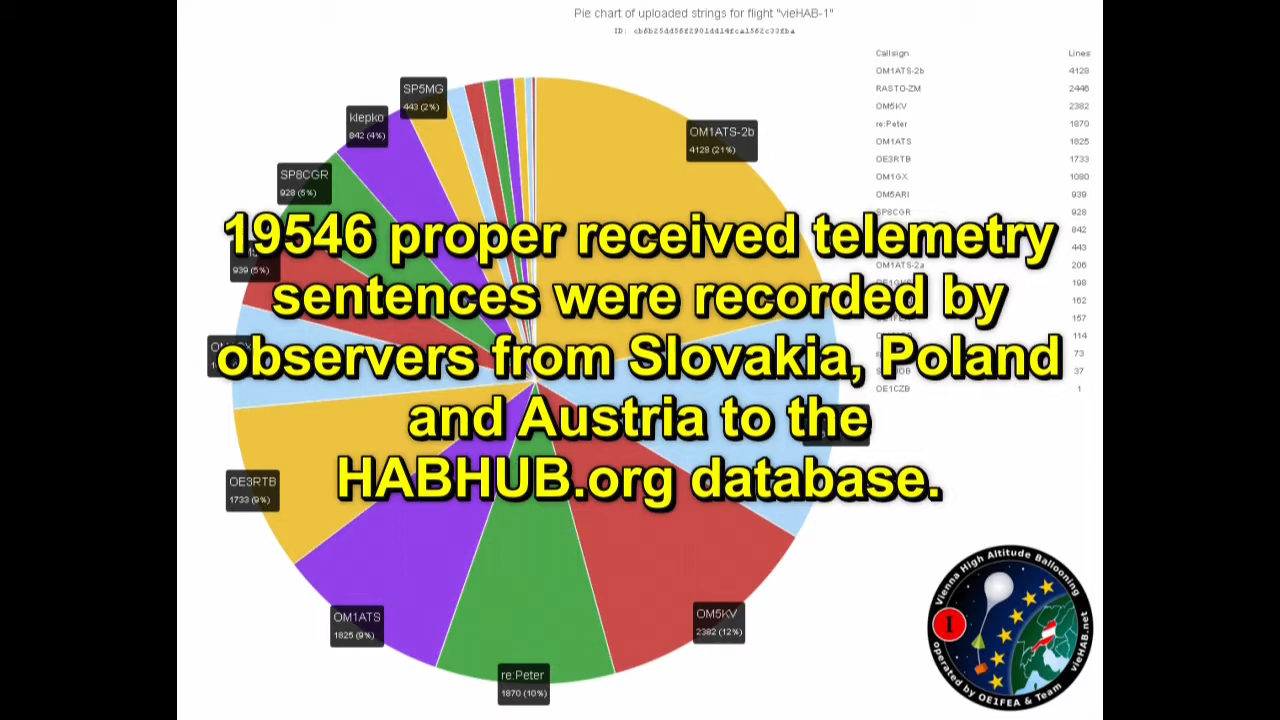 Pie chart of uploaded strings for flight "vieHAB-1"
Callsign Lines
OM1ATS-2b 4128
RASTO-ZM 2446
OM5KV 2382
re:Peter 1870
OM1ATS 1825
OE3RTB 1733
OM1GX 1080
OM5ARI 939
SP8CGR 928
842
443
OM1ATS-2a 206
198
162
157
114
73
37
OE1CZB 1
SP5MG
443 (2%)
klepko
842 (4%)
SP8CGR
928 (5%)
939 (5%)
OM1ATS-2b
4128 (21%)
OE3RTB
1733 (9%)
OM1ATS
1825 (9%)
re:Peter
1870 (10%)
OM5KV
2382 (12%)
19546 proper received telemetry
sentences were recorded by
observers from Slovakia, Poland
and Austria to the
HABHUB.org database.
Vienna High Altitude Ballooning
I
operated by OE1FEA & Team
vieHAB.net